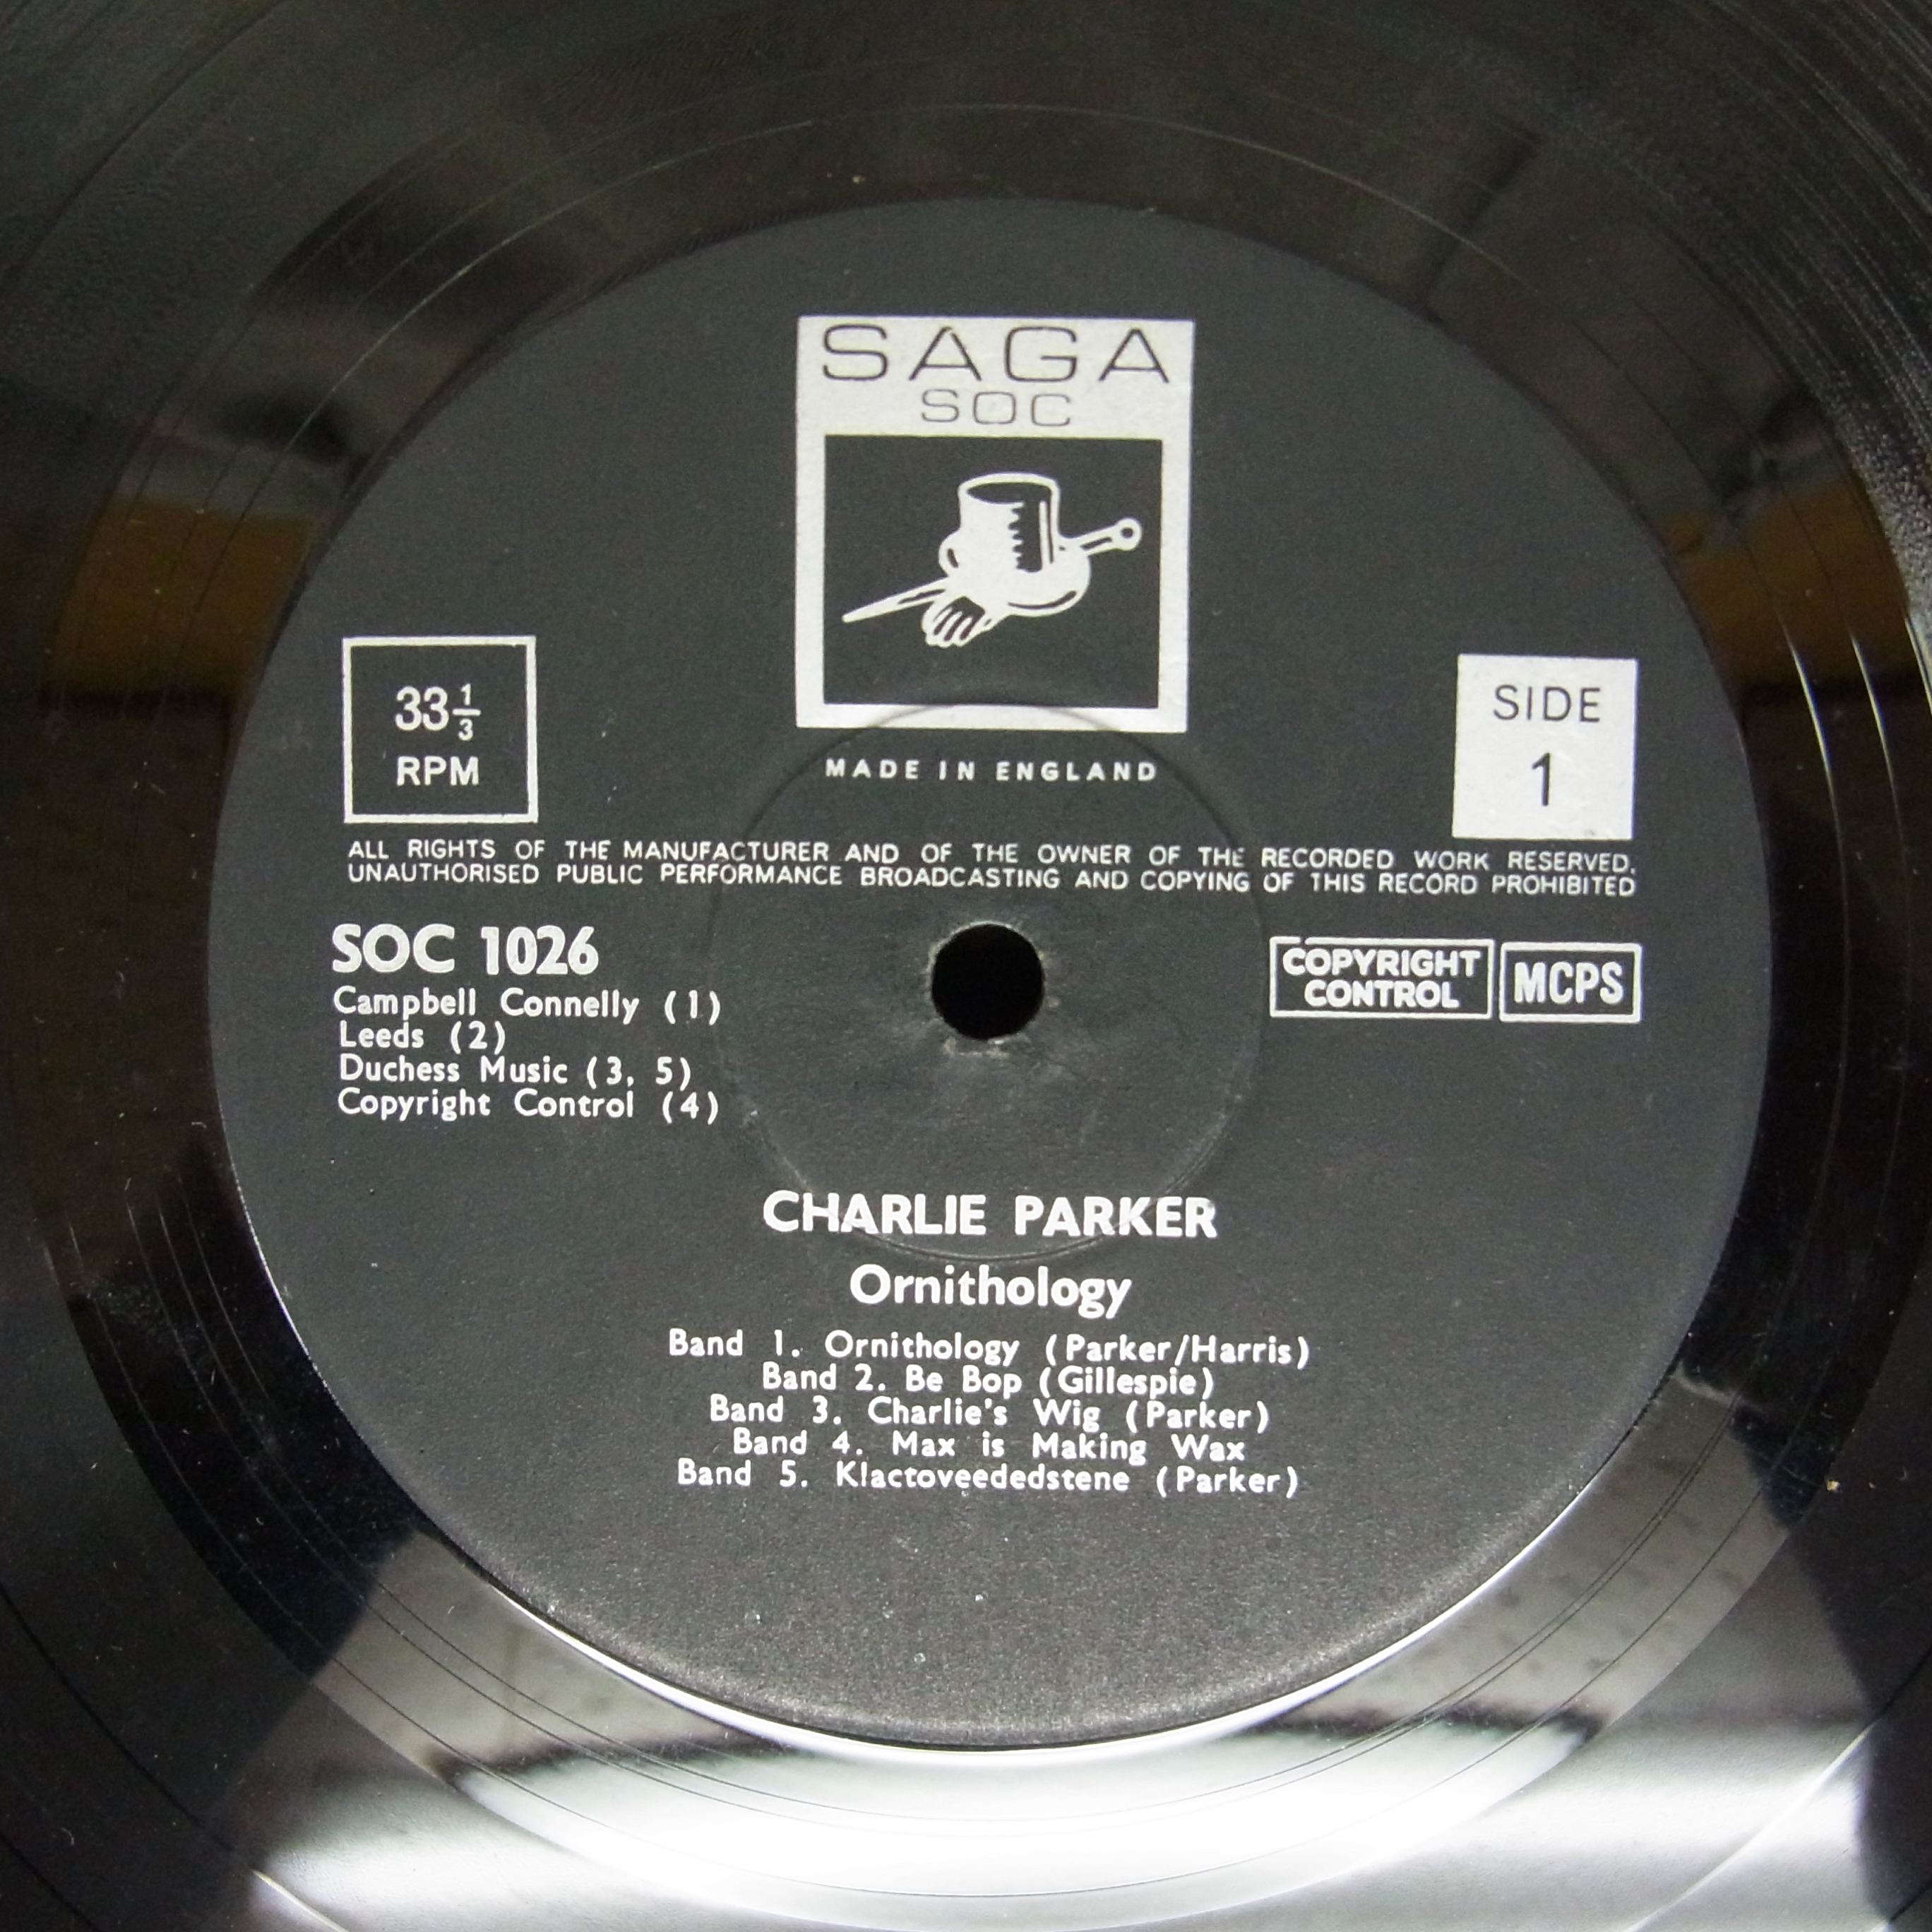 SAGA
SOC
33 1/3
RPM
SIDE
1
MADE IN ENGLAND
ALL RIGHTS OF THE MANUFACTURER AND OF THE OWNER OF THE RECORDED WORK RESERVED.
UNAUTHORISED PUBLIC PERFORMANCE BROADCASTING AND COPYING OF THIS RECORD PROHIBITED
SOC 1026
Campbell Connelly (1)
Leeds (2)
Duchess Music (3, 5)
Copyright Control (4)
COPYRIGHT
CONTROL
MCPS
CHARLIE PARKER
Ornithology
Band 1. Ornithology (Parker/Harris)
Band 2. Be Bop (Gillespie)
Band 3. Charlie's Wig (Parker)
Band 4. Max is Making Wax
Band 5. Klactoveededstene (Parker)